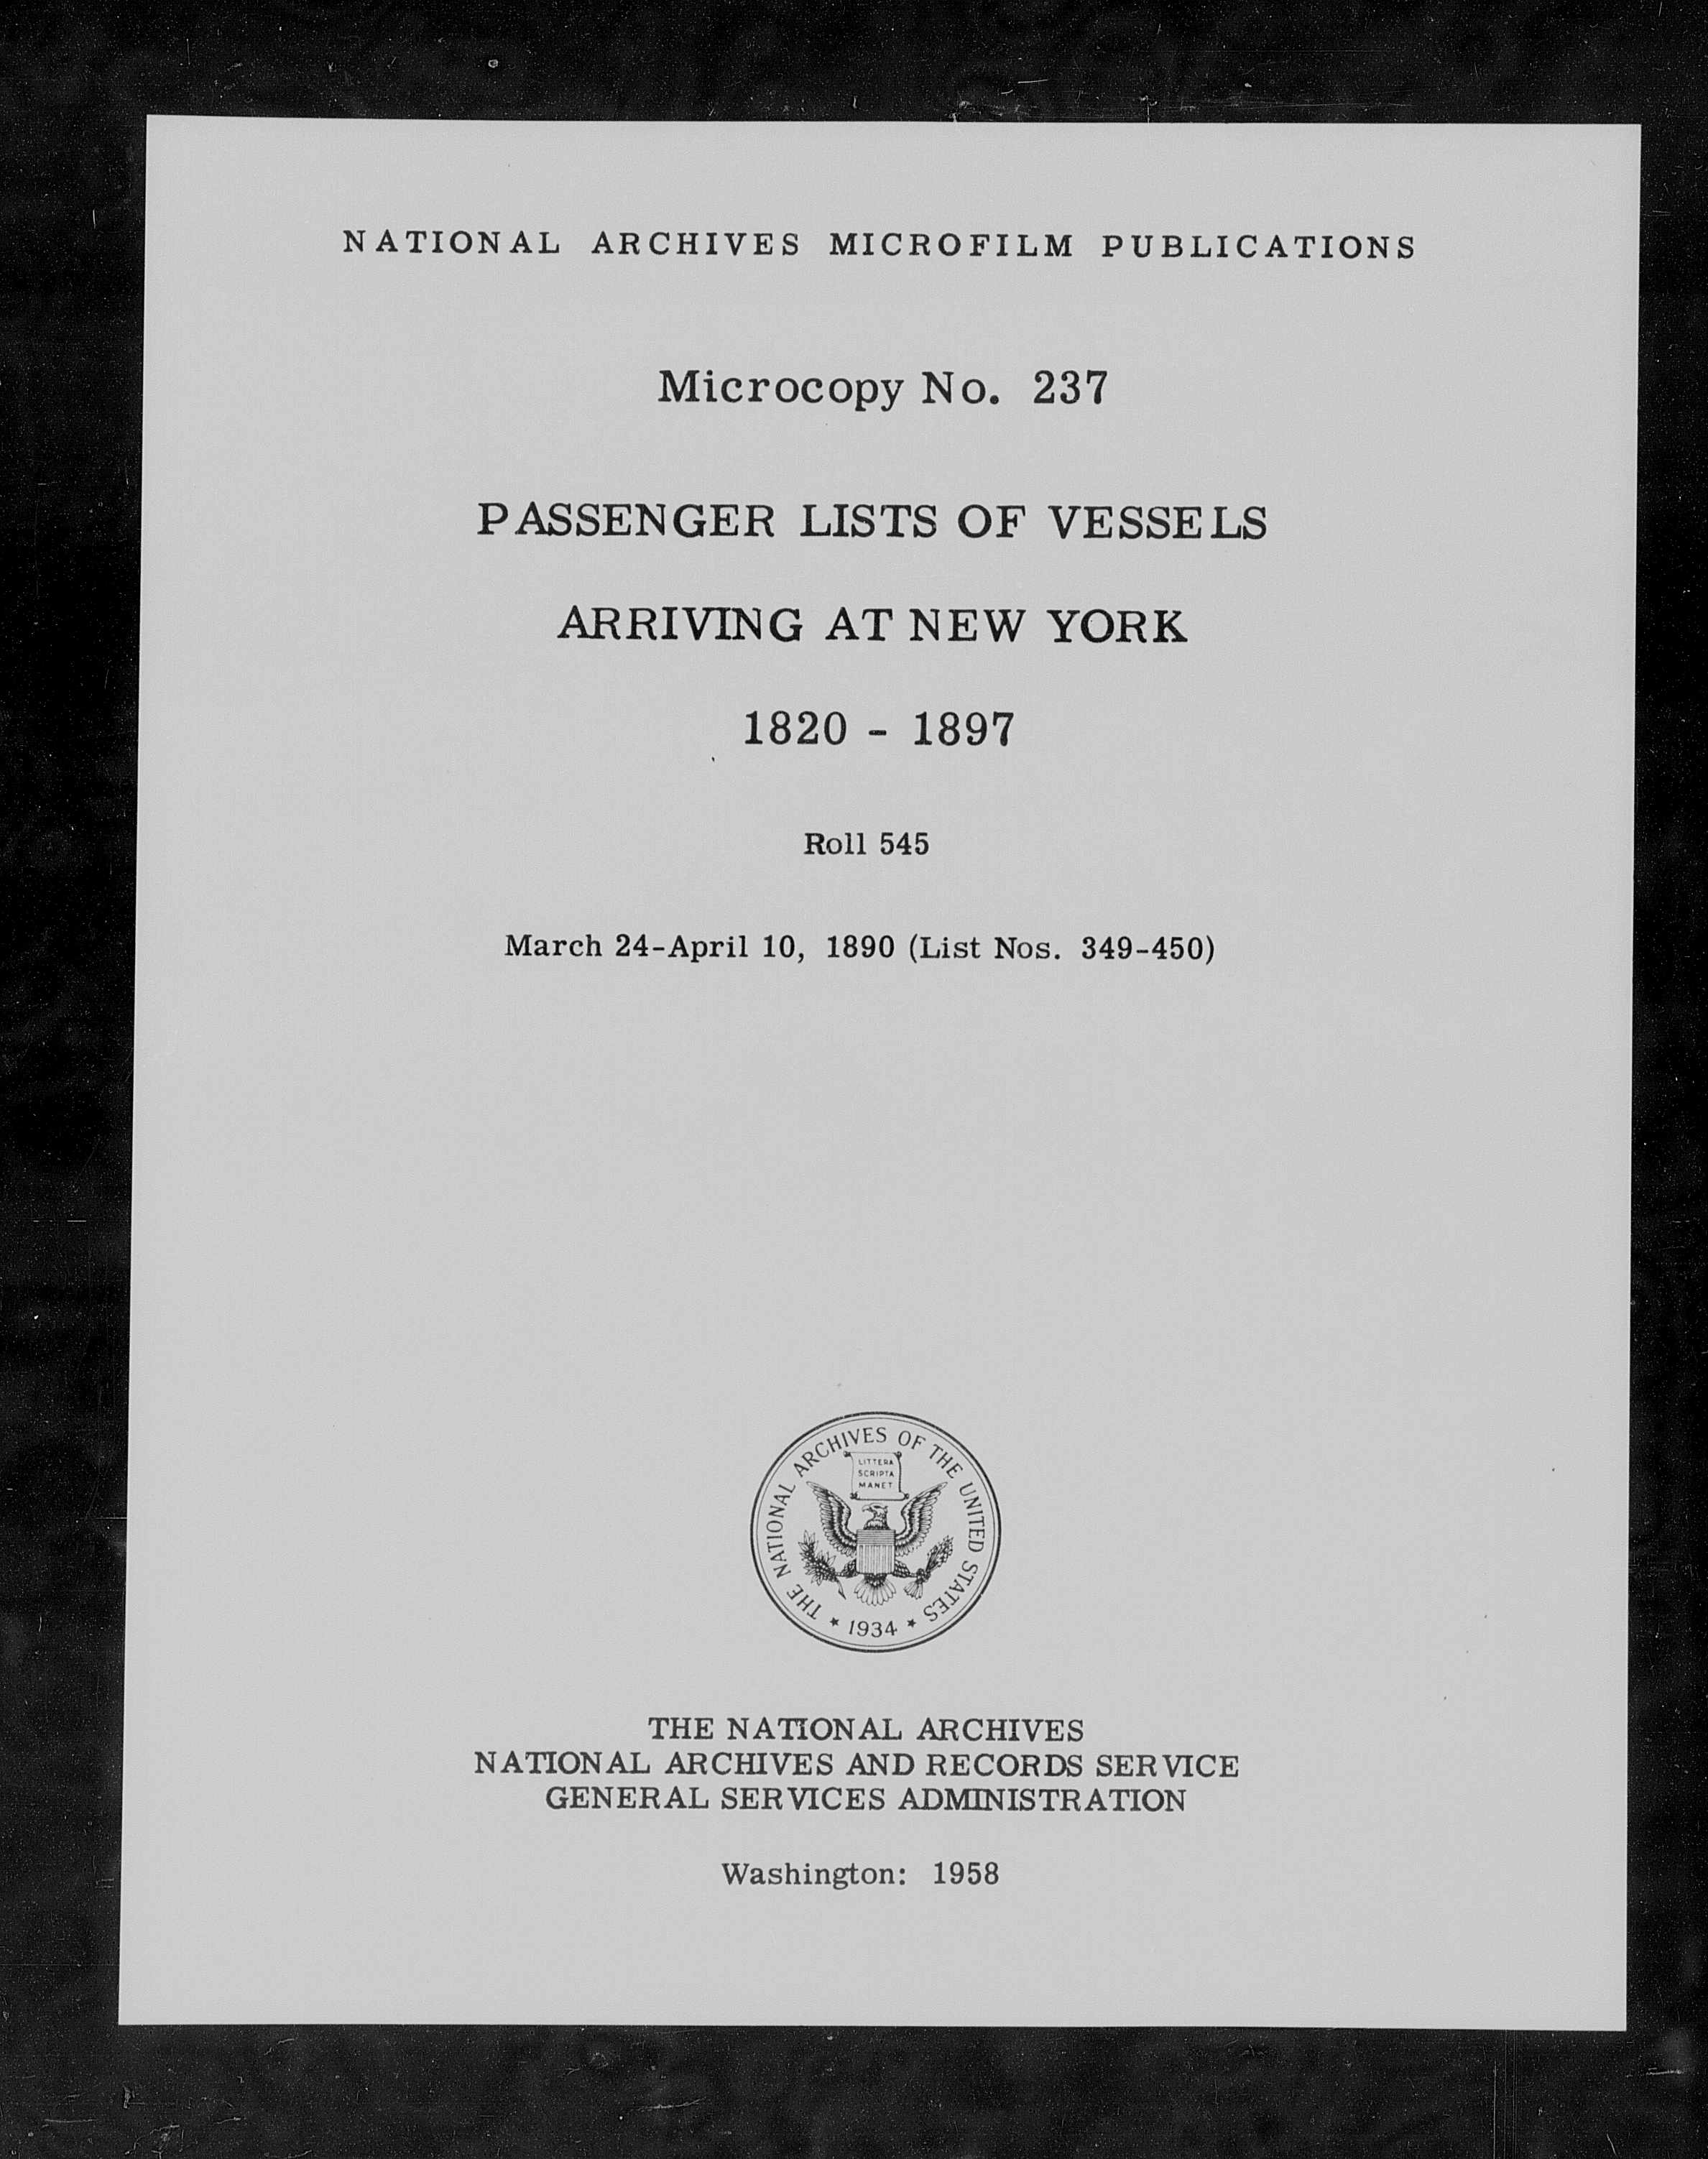 NATIONAL ARCHIVES MICROFILM PUBLICATIONS
Microcopy No. 237
PASSENGER LISTS OF VESSELS
ARRIVING AT NEW YORK
1820 - 1897
Roll 545
March 24-April 10, 1890 (List Nos. 349-450)
THE NATIONAL ARCHIVES OF THE UNITED STATES
LITTERA
SCRIPTA
MANET
★ 1934 ★
THE NATIONAL ARCHIVES
NATIONAL ARCHIVES AND RECORDS SERVICE
GENERAL SERVICES ADMINISTRATION
Washington: 1958